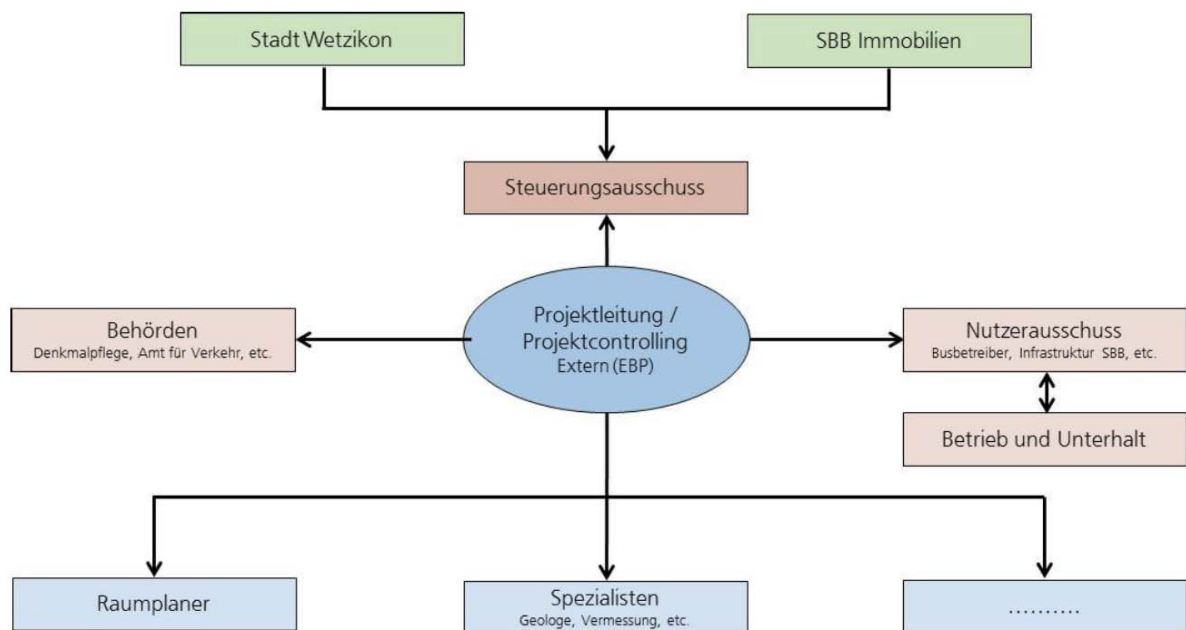 Stadt Wetzikon
SBB Immobilien
Steuerungsausschuss
Behörden
Denkmalpflege, Amt für Verkehr, etc.
Projektleitung /
Projektcontrolling
Extern (EBP)
Nutzerausschuss
Busbetreiber, Infrastruktur SBB, etc.
Betrieb und Unterhalt
Raumplaner
Spezialisten
Geologe, Vermessung, etc.
..........